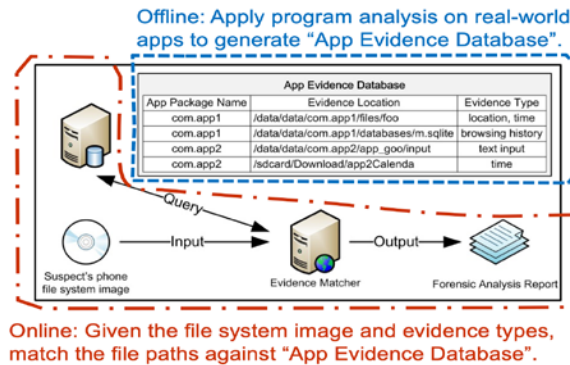 Offline: Apply program analysis on real-world
apps to generate “App Evidence Database”.
App Evidence Database
App Package Name Evidence Location Evidence Type
com.app1 /data/data/com.app1/files/foo location, time
com.app1 /data/data/com.app1/databases/m.sqlite browsing history
com.app2 /data/data/com.app2/app_goo/input text input
com.app2 /sdcard/Download/app2Calenda time
Query
Input
Output
Suspect's phone
file system image
Evidence Matcher
Forensic Analysis Report
Online: Given the file system image and evidence types,
match the file paths against “App Evidence Database”.